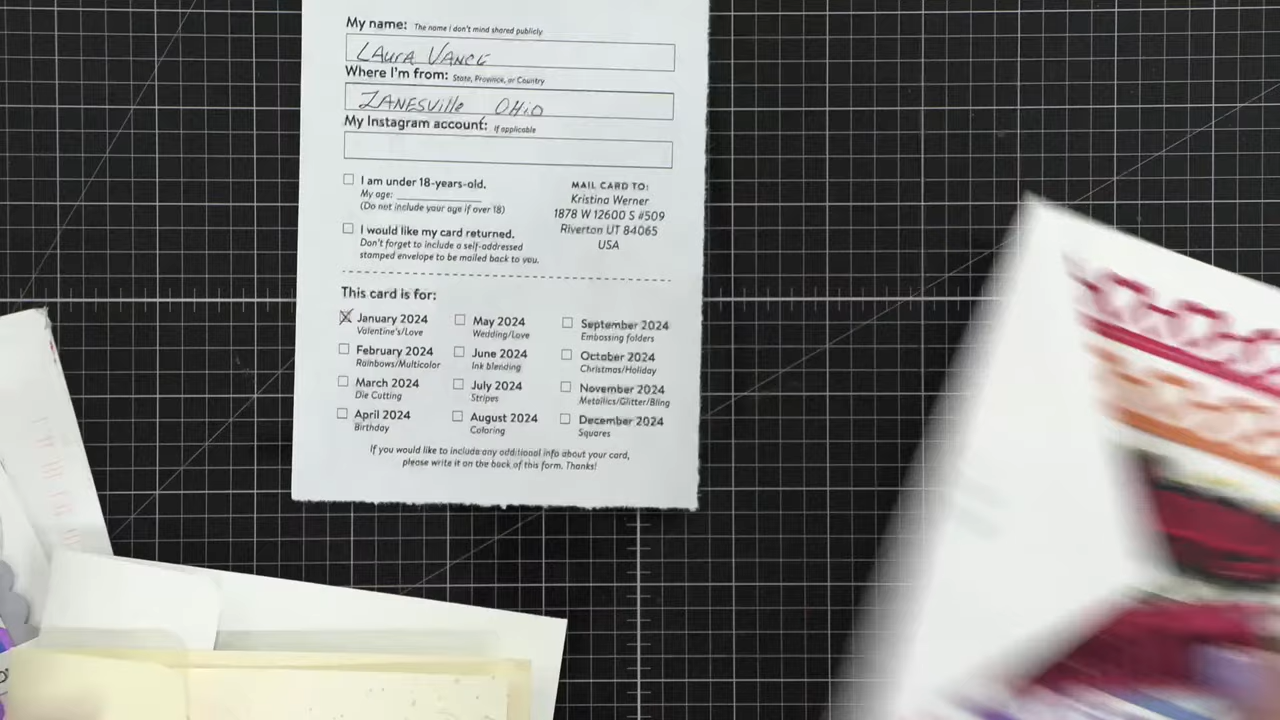 My name: The name I don't mind shared publicly
LAURA VANCE
Where I'm from: State, Province, or Country
ZANESVille OHiO
My Instagram account: If applicable
I am under 18-years-old.
My age:
(Do not include your age if over 18)
I would like my card returned.
Don't forget to include a self-addressed
stamped envelope to be mailed back to you.
MAIL CARD TO:
Kristina Werner
1878 W 12600 S #509
Riverton UT 84065
USA
This card is for:
January 2024
Valentine's/Love
February 2024
Rainbows/Multicolor
March 2024
Die Cutting
April 2024
Birthday
May 2024
Wedding/Love
June 2024
Ink blending
July 2024
Stripes
August 2024
Coloring
September 2024
Embossing folders
October 2024
Christmas/Holiday
November 2024
Metallics/Glitter/Bling
December 2024
Squares
If you would like to include any additional info about your card,
please write it on the back of this form. Thanks!